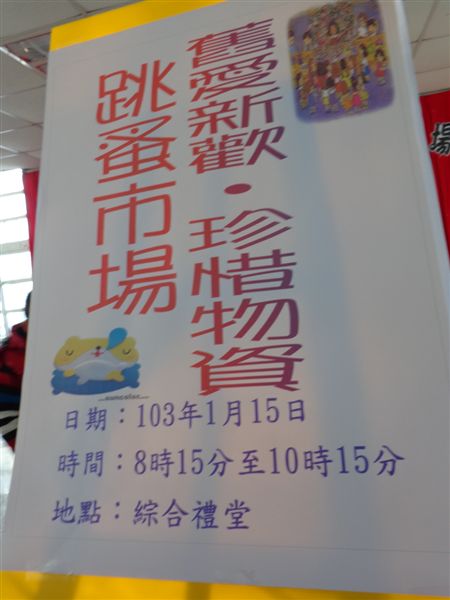 舊愛新歡•珍惜物資
跳蚤市場
日期：103年1月15日
時間：8時15分至10時15分
地點：綜合禮堂
場